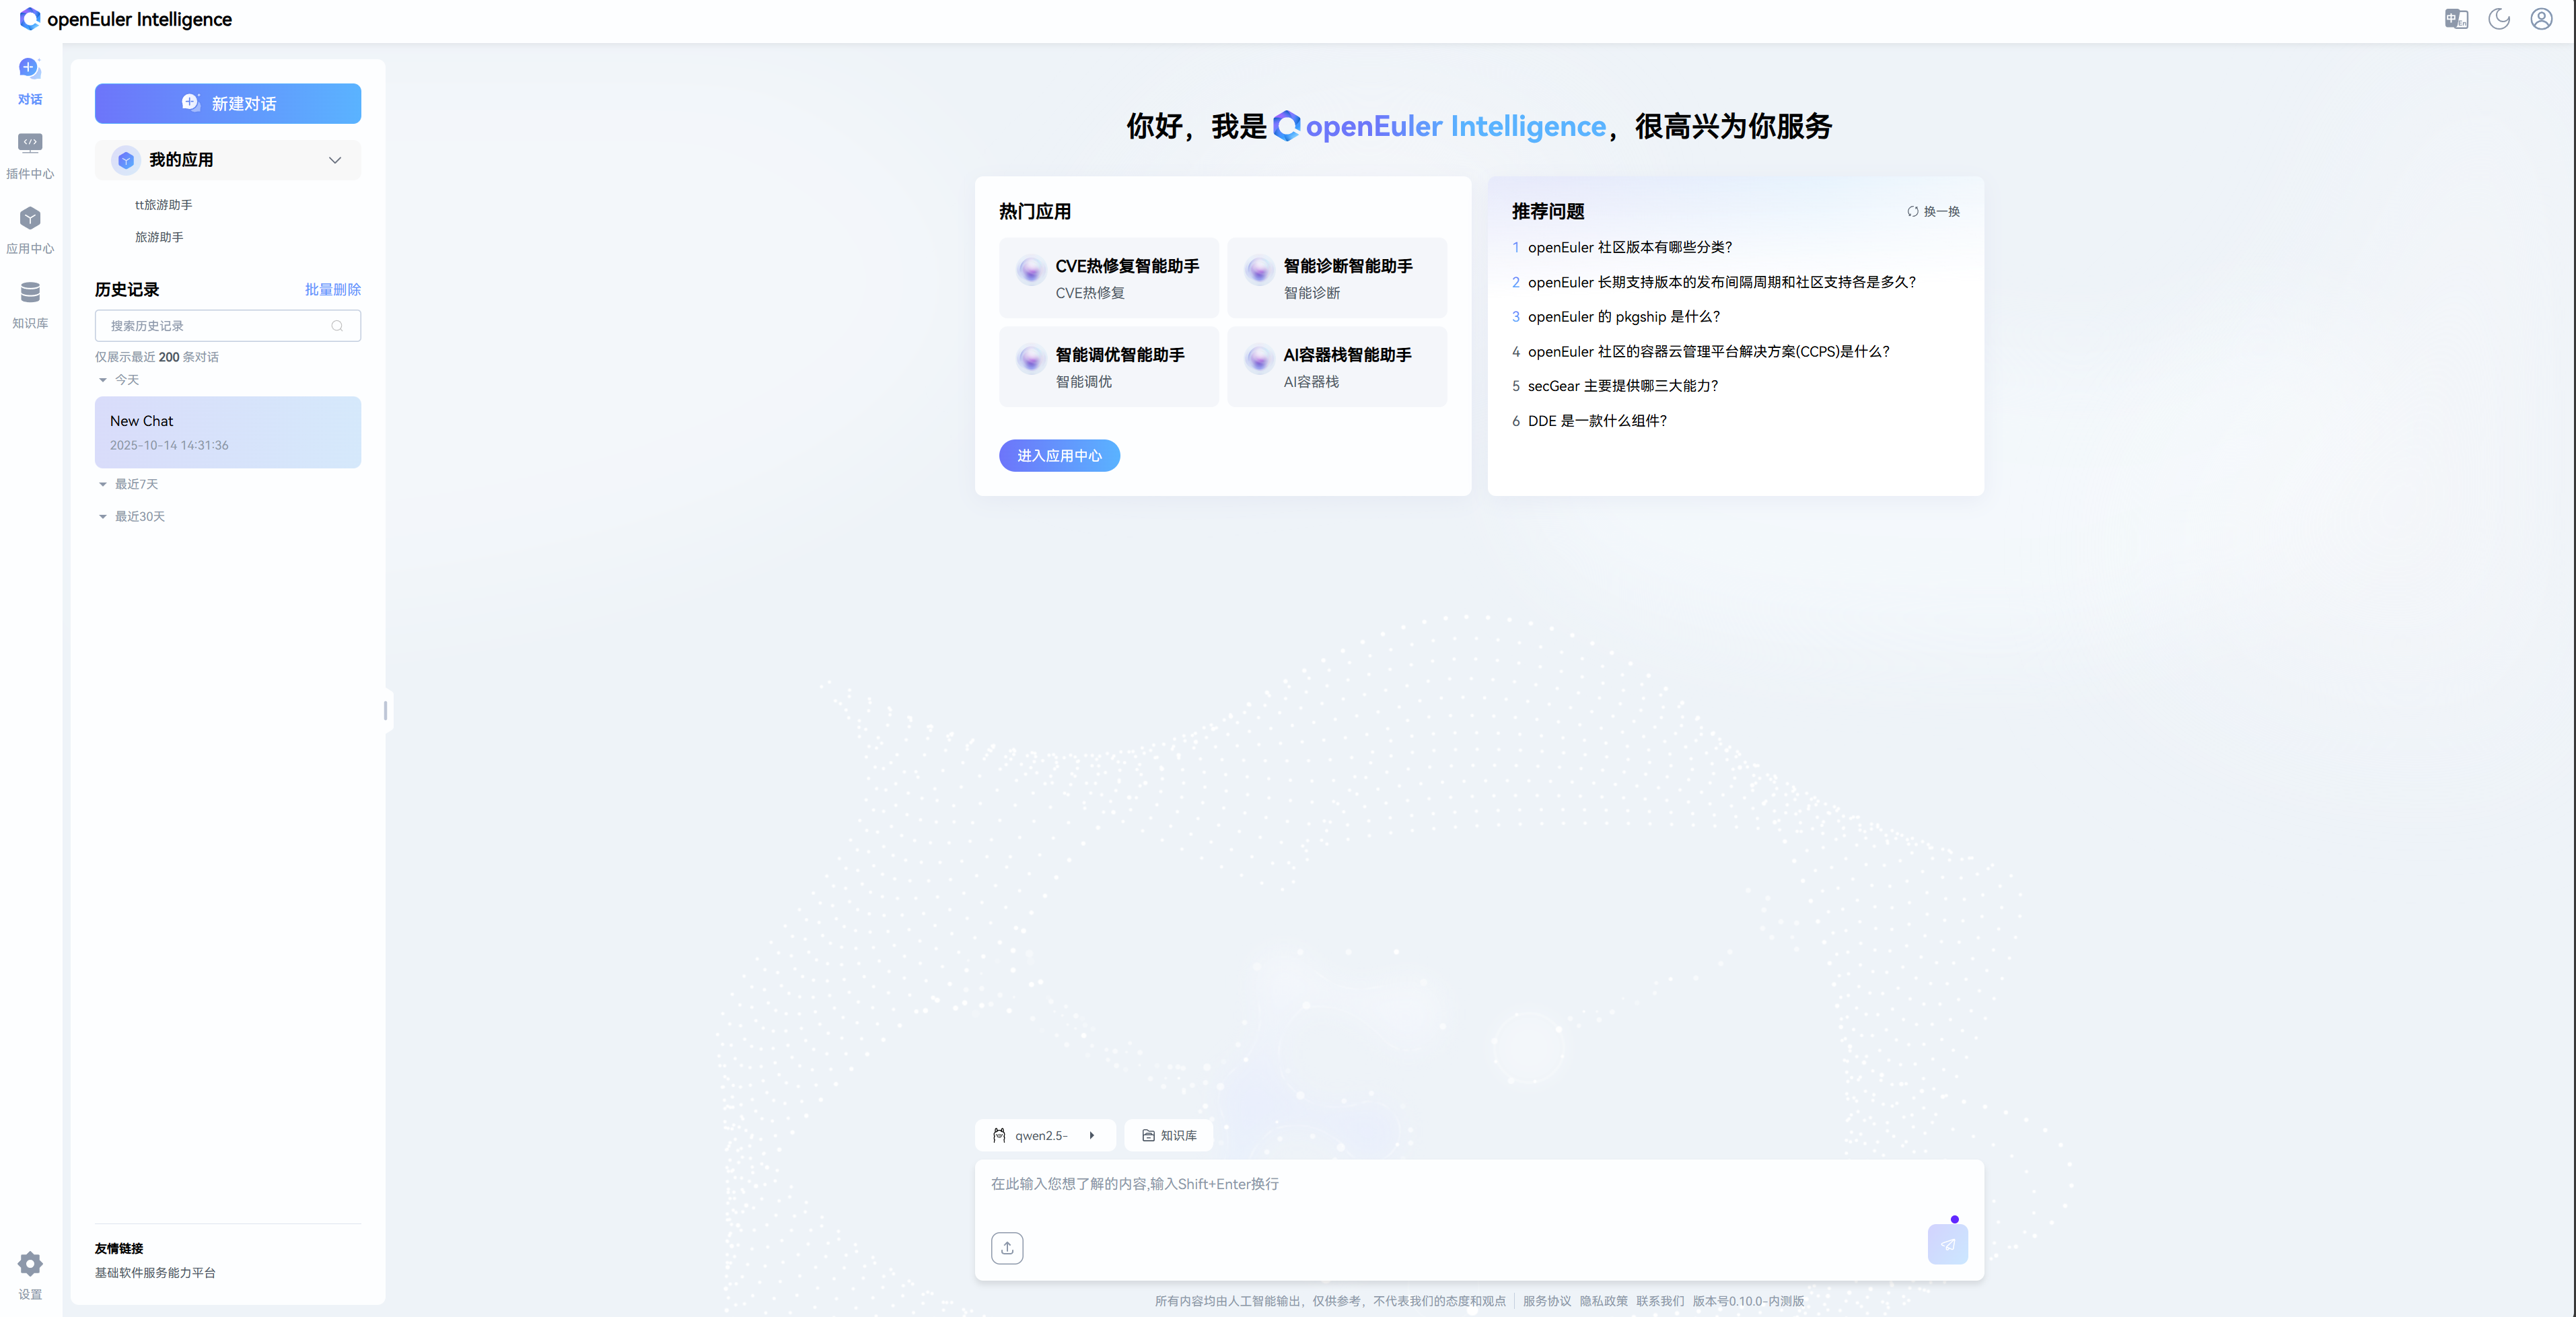 openEuler Intelligence
中 En
对话
插件中心
应用中心
知识库
设置
新建对话
我的应用
tt旅游助手
旅游助手
历史记录 批量删除
搜索历史记录
仅展示最近 200 条对话
今天
New Chat
2025-10-14 14:31:36
最近7天
最近30天
友情链接
基础软件服务能力平台
你好，我是 openEuler Intelligence，很高兴为你服务
热门应用
CVE热修复智能助手
CVE热修复
智能诊断智能助手
智能诊断
智能调优智能助手
智能调优
AI容器栈智能助手
AI容器栈
进入应用中心
推荐问题 换一换
1 openEuler 社区版本有哪些分类？
2 openEuler 长期支持版本的发布间隔周期和社区支持各是多久？
3 openEuler 的 pkgship 是什么？
4 openEuler 社区的容器云管理平台解决方案(CCPS)是什么？
5 secGear 主要提供哪三大能力？
6 DDE 是一款什么组件？
qwen2.5- 知识库
在此输入您想了解的内容,输入Shift+Enter换行
所有内容均由人工智能输出，仅供参考，不代表我们的态度和观点 服务协议 隐私政策 联系我们 版本号0.10.0-内测版